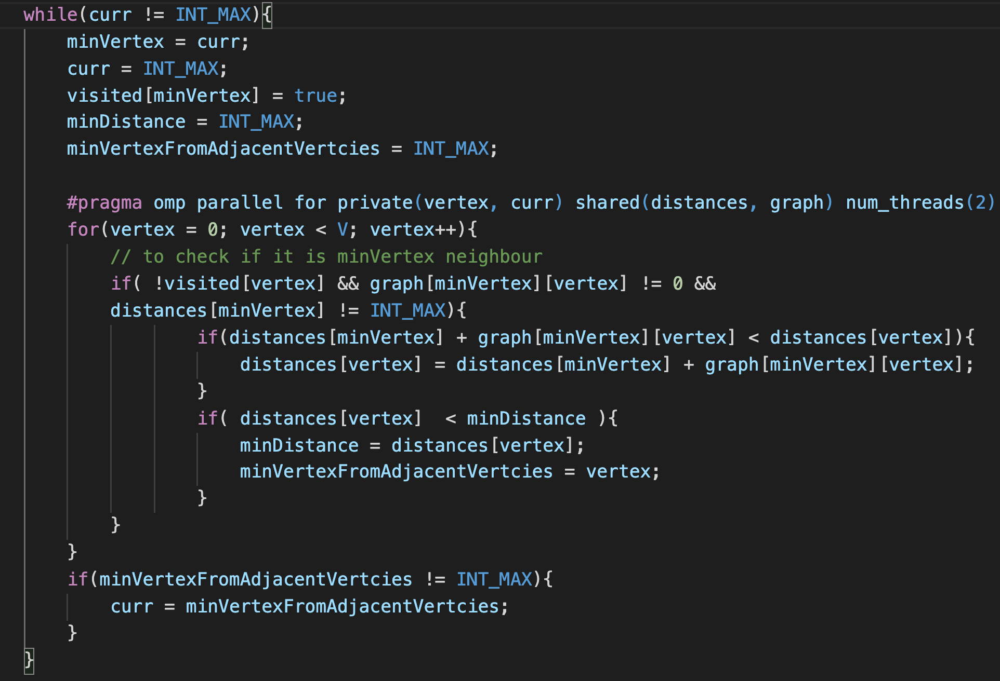 while(curr != INT_MAX){
    minVertex = curr;
    curr = INT_MAX;
    visited[minVertex] = true;
    minDistance = INT_MAX;
    minVertexFromAdjacentVertcies = INT_MAX;

    #pragma omp parallel for private(vertex, curr) shared(distances, graph) num_threads(2)
    for(vertex = 0; vertex < V; vertex++){
        // to check if it is minVertex neighbour
        if( !visited[vertex] && graph[minVertex][vertex] != 0 &&
        distances[minVertex] != INT_MAX){
                if(distances[minVertex] + graph[minVertex][vertex] < distances[vertex]){
                    distances[vertex] = distances[minVertex] + graph[minVertex][vertex];
                }
                if( distances[vertex]  < minDistance ){
                    minDistance = distances[vertex];
                    minVertexFromAdjacentVertcies = vertex;
                }
        }
    }
    if(minVertexFromAdjacentVertcies != INT_MAX){
        curr = minVertexFromAdjacentVertcies;
    }
}